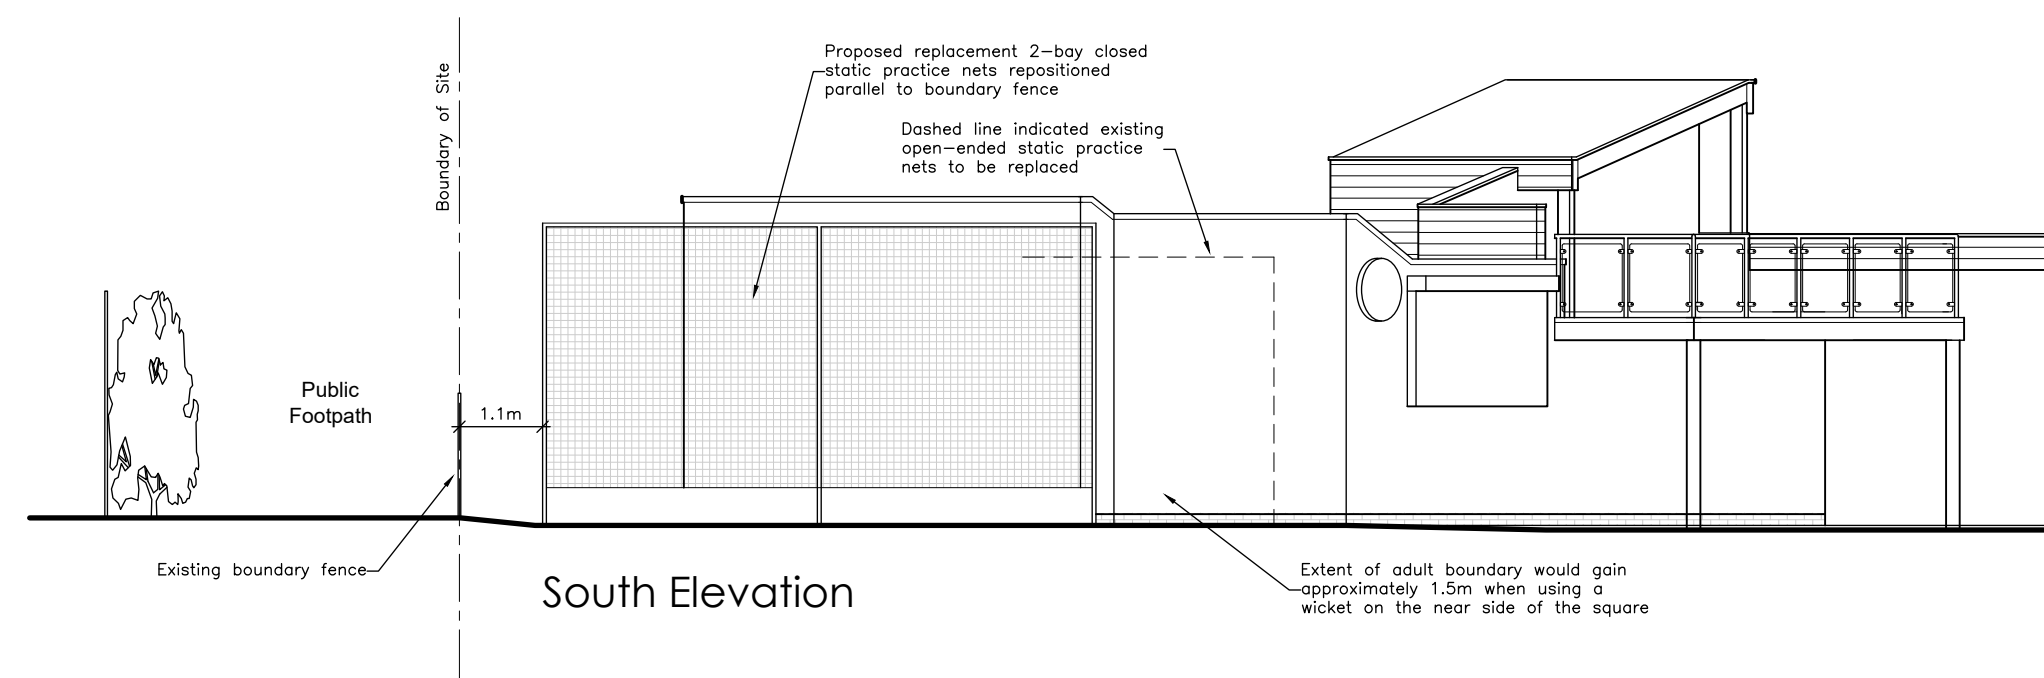 Boundary of Site
Proposed replacement 2-bay closed
static practice nets repositioned
parallel to boundary fence
Dashed line indicated existing
open-ended static practice
nets to be replaced
Public
Footpath
1.1m
Existing boundary fence
South Elevation
Extent of adult boundary would gain
approximately 1.5m when using a
wicket on the near side of the square